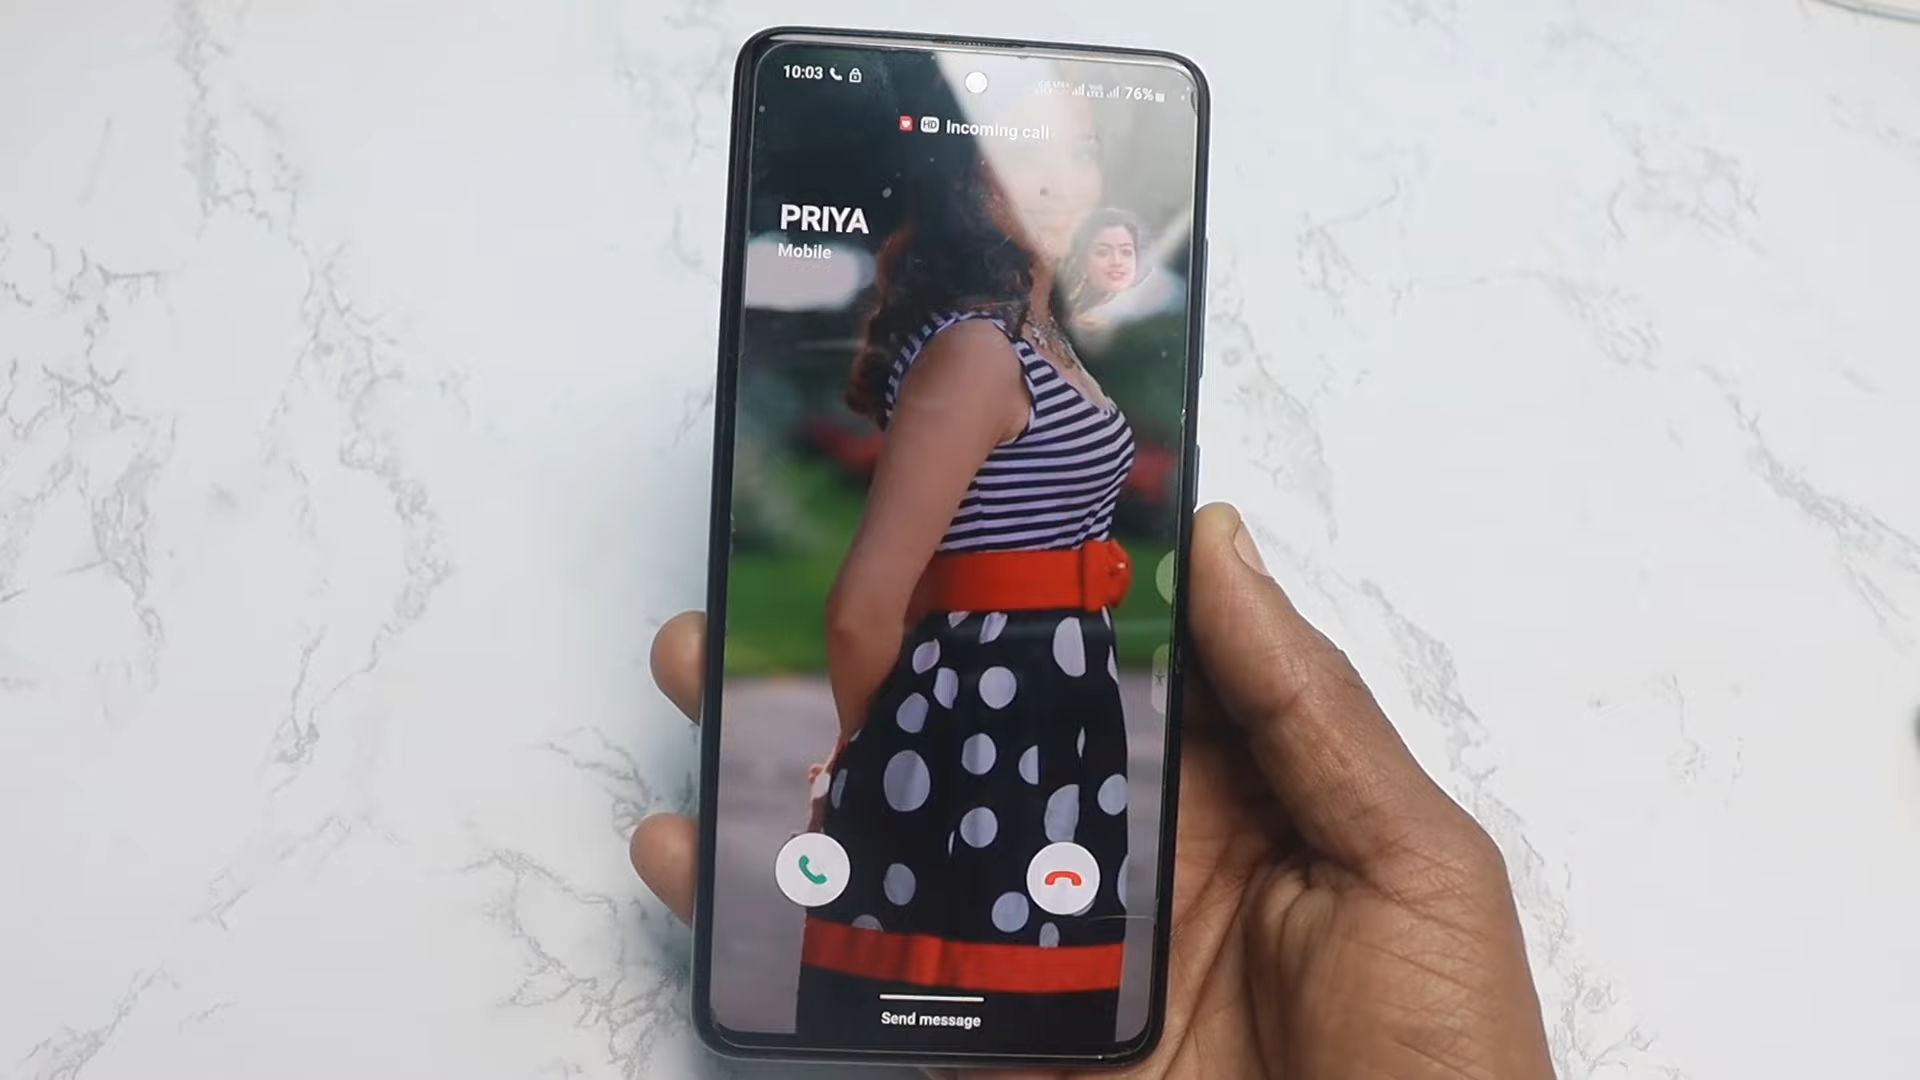 10:03
76%
HD Incoming call
PRIYA
Mobile
Send message